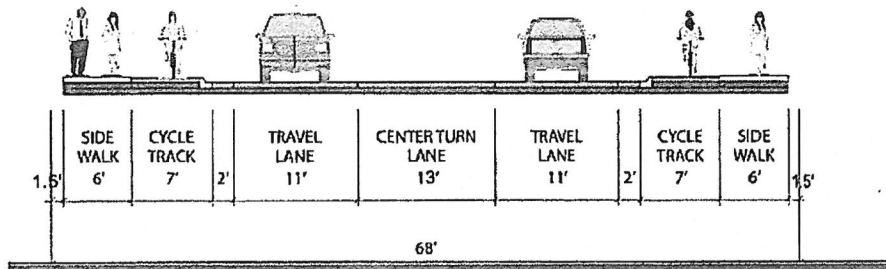 SIDE WALK 6'
CYCLE TRACK 7'
TRAVEL LANE 11'
CENTER TURN LANE 13'
TRAVEL LANE 11'
CYCLE TRACK 7'
SIDE WALK 6'
1.5' 2' 2' 1.5'
68'